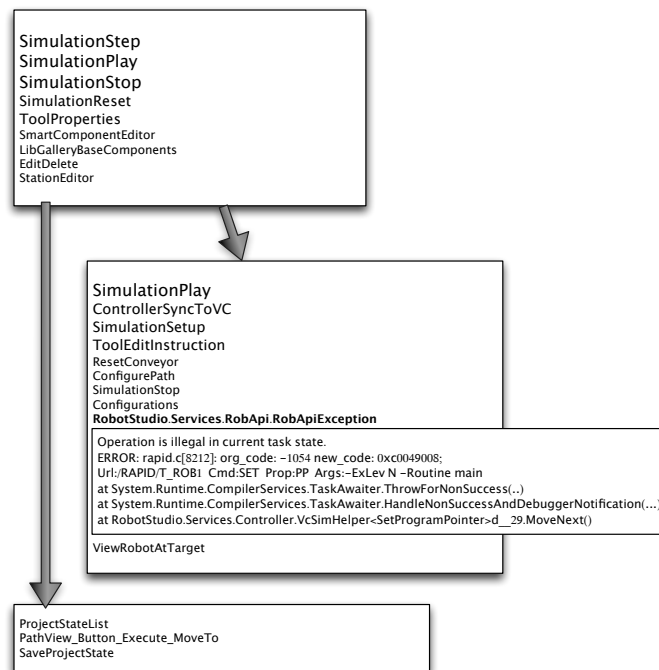 SimulationStep
SimulationPlay
SimulationStop
SimulationReset
ToolProperties
SmartComponentEditor
LibGalleryBaseComponents
EditDelete
StationEditor
SimulationPlay
ControllerSyncToVC
SimulationSetup
ToolEditInstruction
ResetConveyor
ConfigurePath
SimulationStop
Configurations
RobotStudio.Services.RobApi.RobApiException
Operation is illegal in current task state.
ERROR: rapid.c[8212]: org_code: -1054 new_code: 0xc0049008;
Url:/RAPID/T_ROB1 Cmd:SET Prop:PP Args:-ExLev N -Routine main
at System.Runtime.CompilerServices.TaskAwaiter.ThrowForNonSuccess(..)
at System.Runtime.CompilerServices.TaskAwaiter.HandleNonSuccessAndDebuggerNotification(...)
at RobotStudio.Services.Controller.VcSimHelper<SetProgramPointer>d__29.MoveNext()
ViewRobotAtTarget
ProjectStateList
PathView_Button_Execute_MoveTo
SaveProjectState